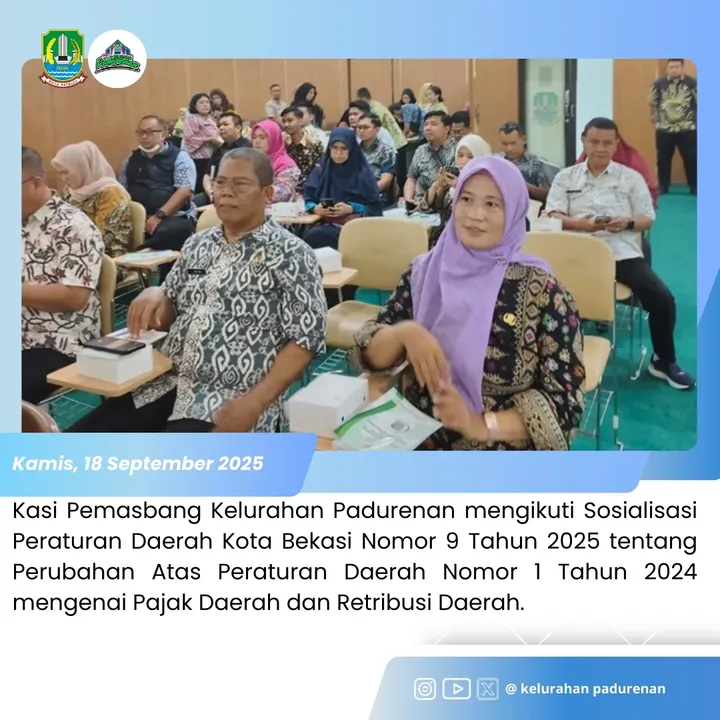 Kamis, 18 September 2025
Kasi Pemasbang Kelurahan Padurenan mengikuti Sosialisasi
Peraturan Daerah Kota Bekasi Nomor 9 Tahun 2025 tentang
Perubahan Atas Peraturan Daerah Nomor 1 Tahun 2024
mengenai Pajak Daerah dan Retribusi Daerah.
@ kelurahan padurenan